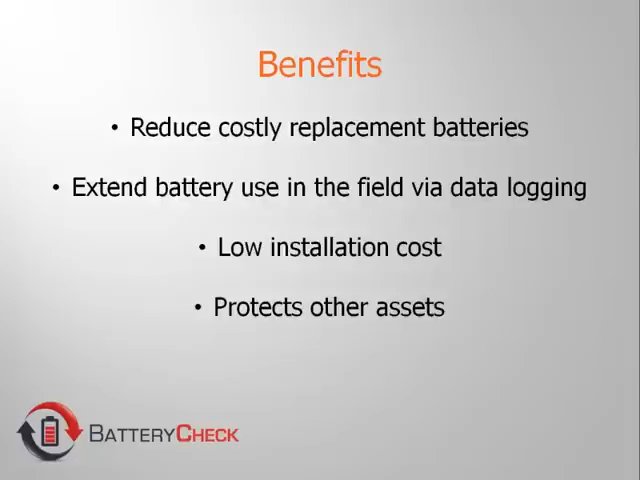 Benefits
• Reduce costly replacement batteries
• Extend battery use in the field via data logging
• Low installation cost
• Protects other assets
BATTERYCHECK